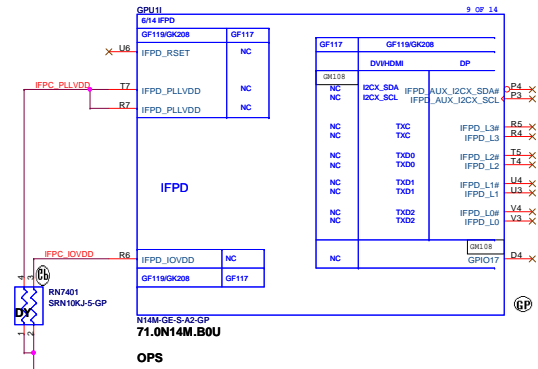 GPU1I
9 OF 14
6/14 IFPD
GF119/GK208 GF117
U6 IFPD_RSET NC
GF117 GF119/GK208
DVI/HDMI DP
GM108
IFPC_PLLVDD T7 IFPD_PLLVDD NC
R7 IFPD_PLLVDD NC
NC I2CX_SDA IFPD_AUX_I2CX_SDA# P4
NC I2CX_SCL IFPD_AUX_I2CX_SCL P3
NC TXC IFPD_L3# R5
NC TXC IFPD_L3 R4
NC TXD0 IFPD_L2# T5
NC TXD0 IFPD_L2 T4
NC TXD1 IFPD_L1# U4
NC TXD1 IFPD_L1 U3
IFPD
NC TXD2 IFPD_L0# V4
NC TXD2 IFPD_L0 V3
GM108
IFPC_IOVDD R6 IFPD_IOVDD NC
NC GPIO17 D4
GF119/GK208 GF117
4 3
RN7401
SRN10KJ-5-GP
DY
1 2
GP
N14M-GE-S-A2-GP
71.0N14M.B0U
OPS